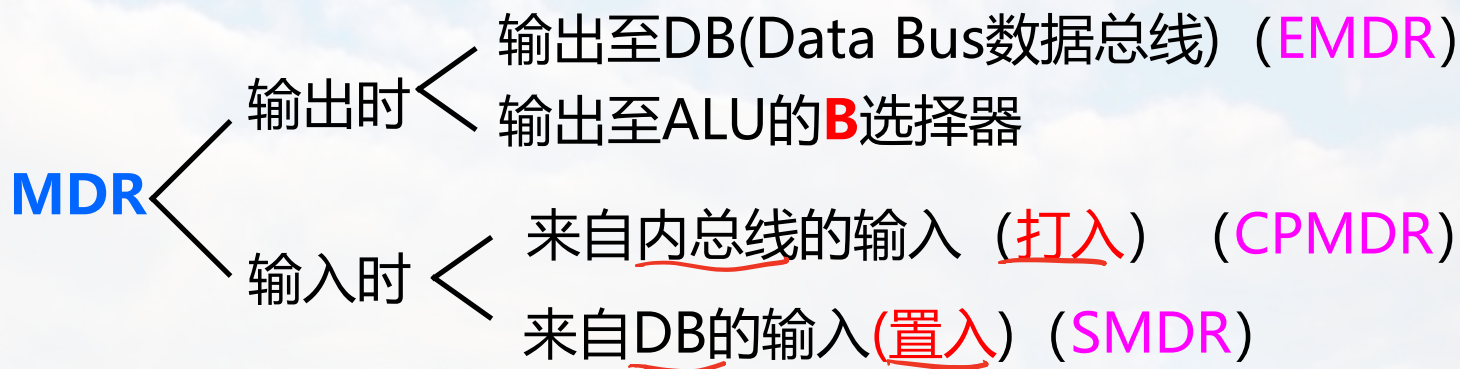 输出至DB(Data Bus数据总线)（EMDR）
输出时
输出至ALU的B选择器
MDR
来自内总线的输入（打入）（CPMDR）
输入时
来自DB的输入(置入)（SMDR）